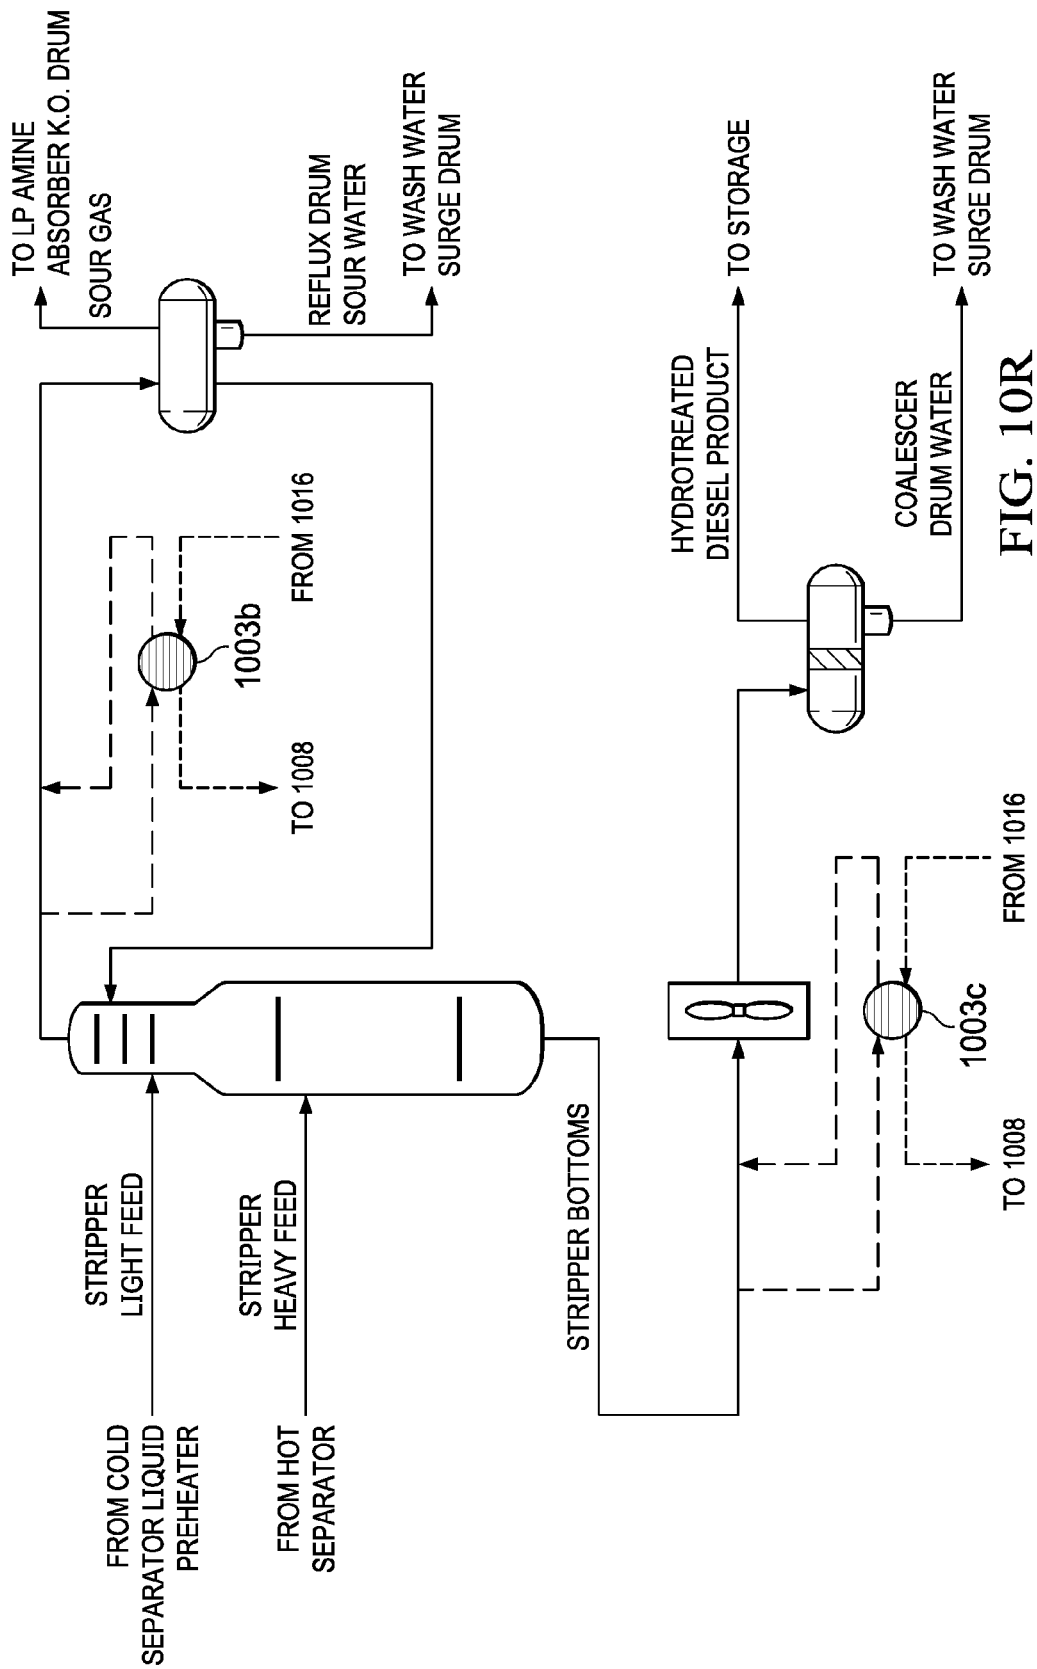 FROM COLD
SEPARATOR LIQUID
PREHEATER
STRIPPER
LIGHT FEED
FROM HOT
SEPARATOR
STRIPPER
HEAVY FEED
TO 1008
1003b
FROM 1016
TO LP AMINE
ABSORBER K.O. DRUM
SOUR GAS
REFLUX DRUM
SOUR WATER
TO WASH WATER
SURGE DRUM
STRIPPER BOTTOMS
TO 1008
1003c
FROM 1016
HYDROTREATED
DIESEL PRODUCT
TO STORAGE
COALESCER
DRUM WATER
TO WASH WATER
SURGE DRUM
FIG. 10R